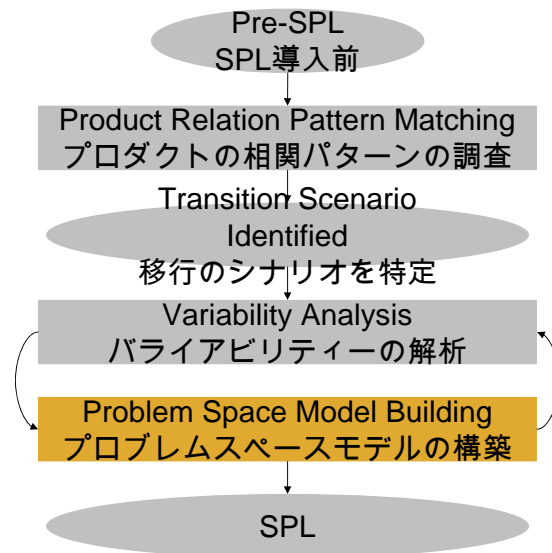 Pre-SPL
SPL導入前
Product Relation Pattern Matching
プロダクトの相関パターンの調査
Transition Scenario
Identified
移行のシナリオを特定
Variability Analysis
バライアビリティーの解析
Problem Space Model Building
プロブレムスペースモデルの構築
SPL